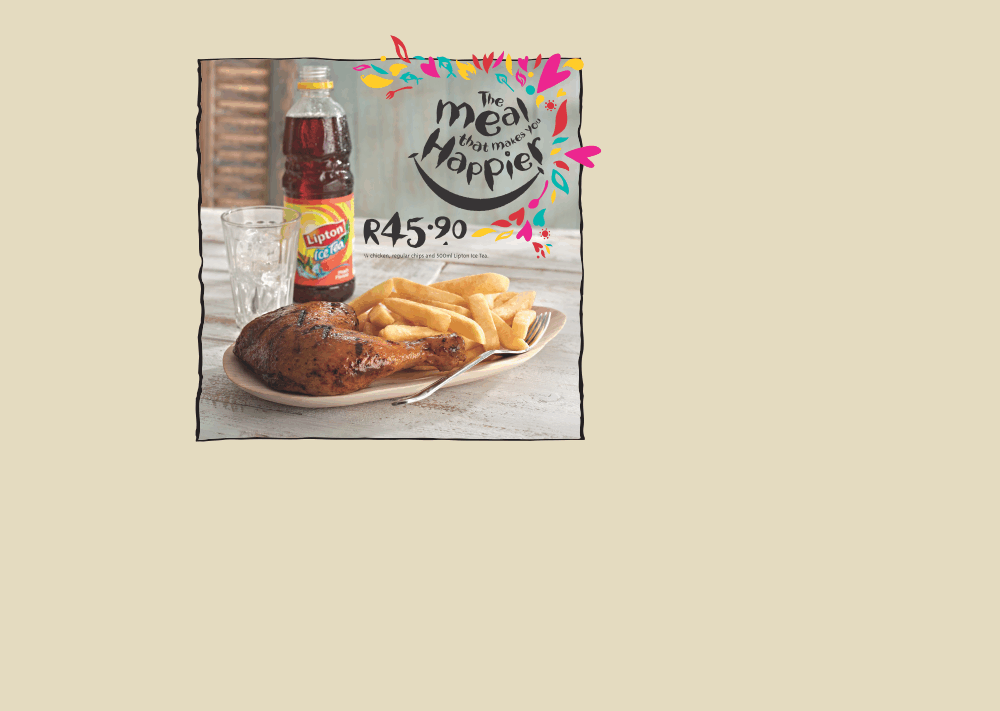 The
meal
that makes you
Happier
R45.90
¼ chicken, regular chips and 500ml Lipton Ice Tea.
Lipton
Ice Tea